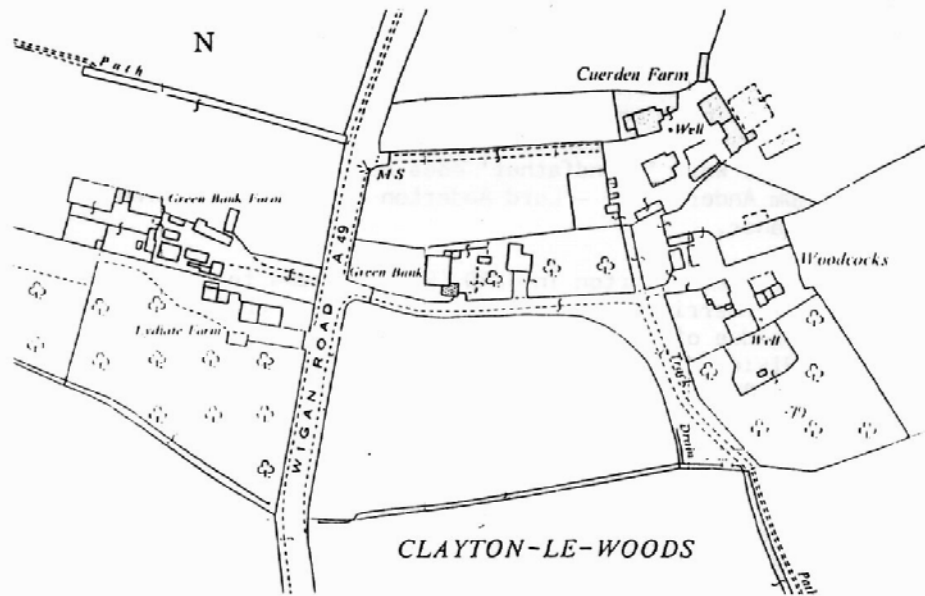 N
Path
Cuerden Farm
Well
MS
Green Bank Farm
WIGAN ROAD A 49
Green Bank
Woodcocks
Lydiate Farm
Well
Track
Drain
CLAYTON-LE-WOODS